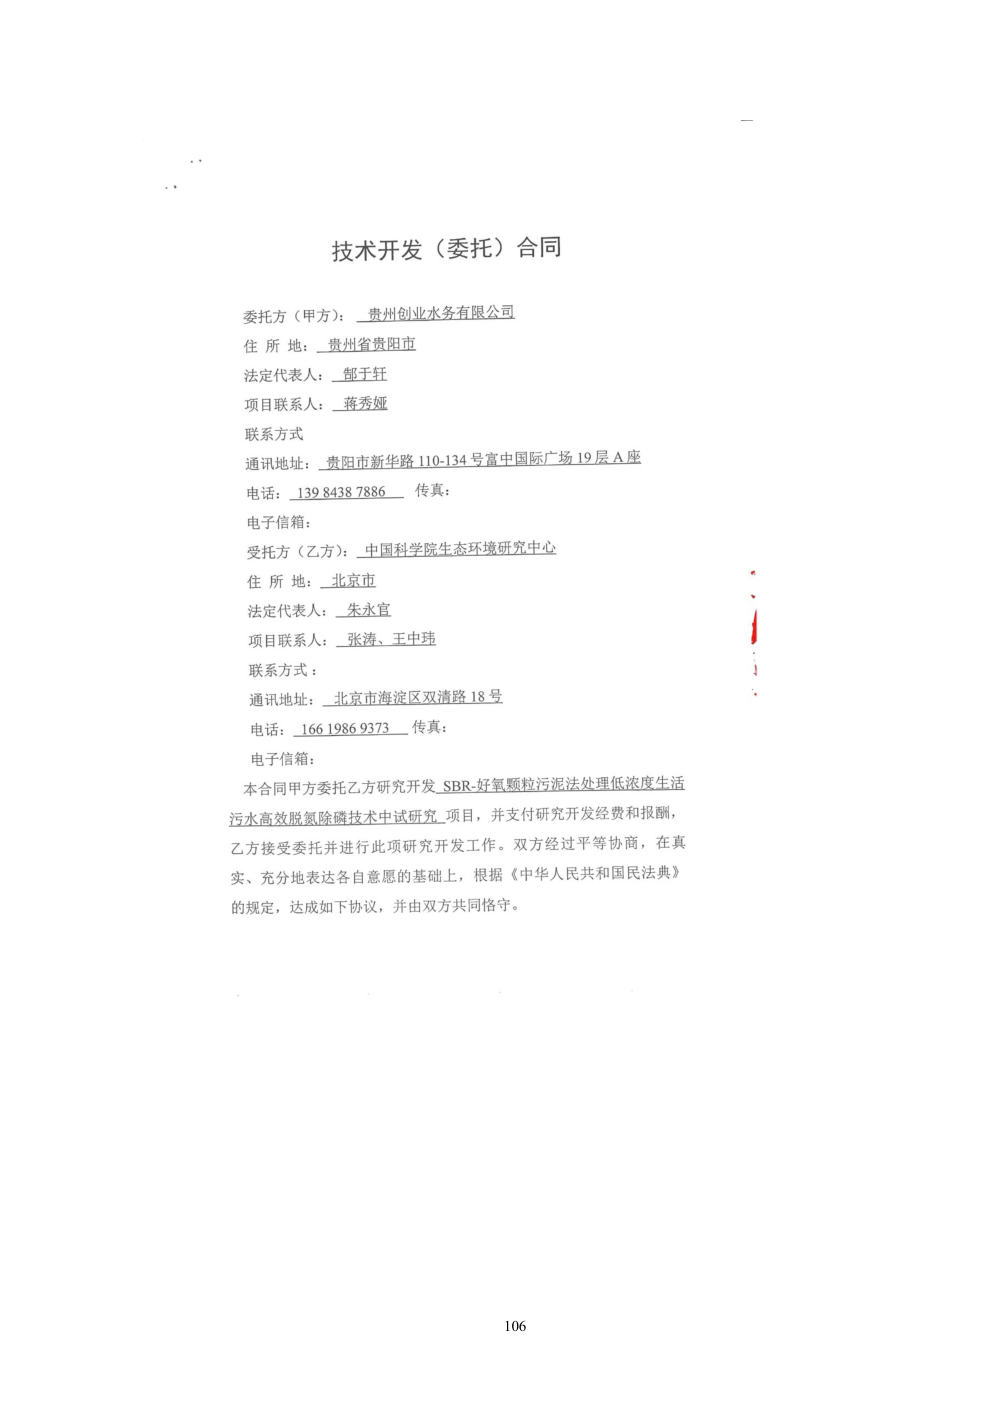 技术开发（委托）合同
委托方（甲方）： 贵州创业水务有限公司
住 所 地： 贵州省贵阳市
法定代表人： 郜于轩
项目联系人： 蒋秀娅
联系方式
通讯地址： 贵阳市新华路 110-134 号富中国际广场 19 层 A 座
电话： 139 8438 7886 传真：
电子信箱：
受托方（乙方）： 中国科学院生态环境研究中心
住 所 地： 北京市
法定代表人： 朱永官
项目联系人： 张涛、王中玮
联系方式：
通讯地址： 北京市海淀区双清路 18 号
电话： 166 1986 9373 传真：
电子信箱：
本合同甲方委托乙方研究开发 SBR-好氧颗粒污泥法处理低浓度生活
污水高效脱氮除磷技术中试研究 项目，并支付研究开发经费和报酬，
乙方接受委托并进行此项研究开发工作。双方经过平等协商，在真
实、充分地表达各自意愿的基础上，根据《中华人民共和国民法典》
的规定，达成如下协议，并由双方共同恪守。
106